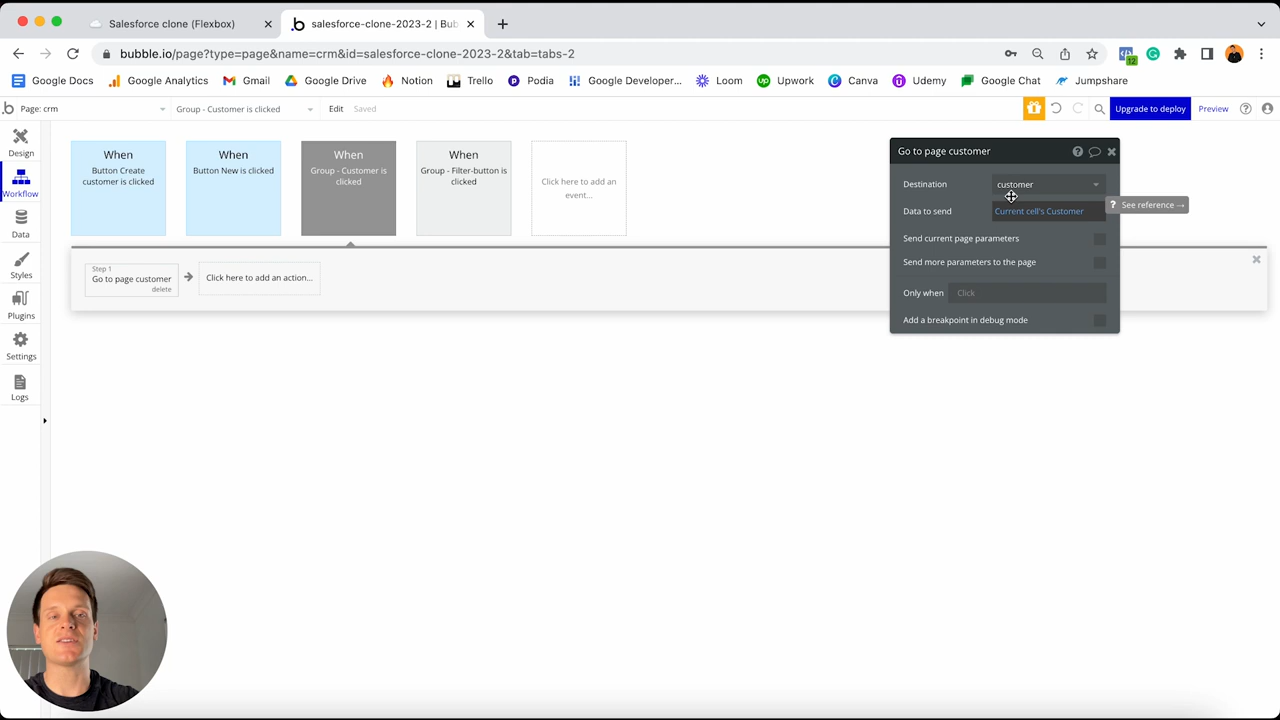 Salesforce clone (Flexbox)
salesforce-clone-2023-2 | Bub
bubble.io/page?type=page&name=crm&id=salesforce-clone-2023-2&tab=tabs-2
12
Google Docs
Google Analytics
Gmail
Google Drive
Notion
Trello
Podia
Google Developer...
Loom
Upwork
Canva
Udemy
Google Chat
Jumpshare
Page: crm
Group - Customer is clicked
Edit
Saved
Upgrade to deploy
Preview
Design
Workflow
Data
Styles
Plugins
Settings
Logs
When
Button Create
customer is clicked
When
Button New is clicked
When
Group - Customer is
clicked
When
Group - Filter-button is
clicked
Click here to add an
event...
Step 1
Go to page customer
delete
Click here to add an action...
Go to page customer
Destination
customer
Data to send
Current cell's Customer
See reference →
Send current page parameters
Send more parameters to the page
Only when
Click
Add a breakpoint in debug mode